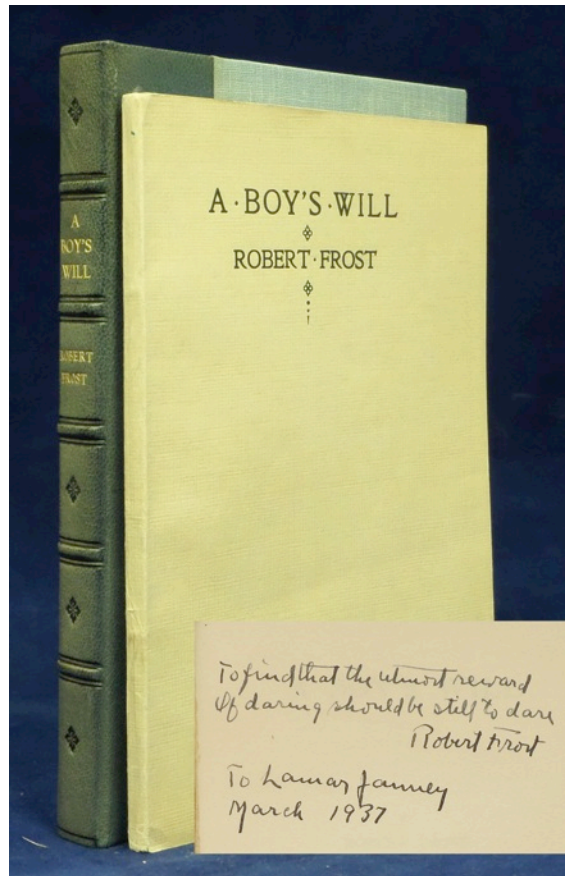 A
BOY'S
WILL
ROBERT
FROST
A·BOY'S·WILL
ROBERT·FROST
To find that the utmost reward
Of daring should be still to dare
Robert Frost
To Lamar Janney
March 1937